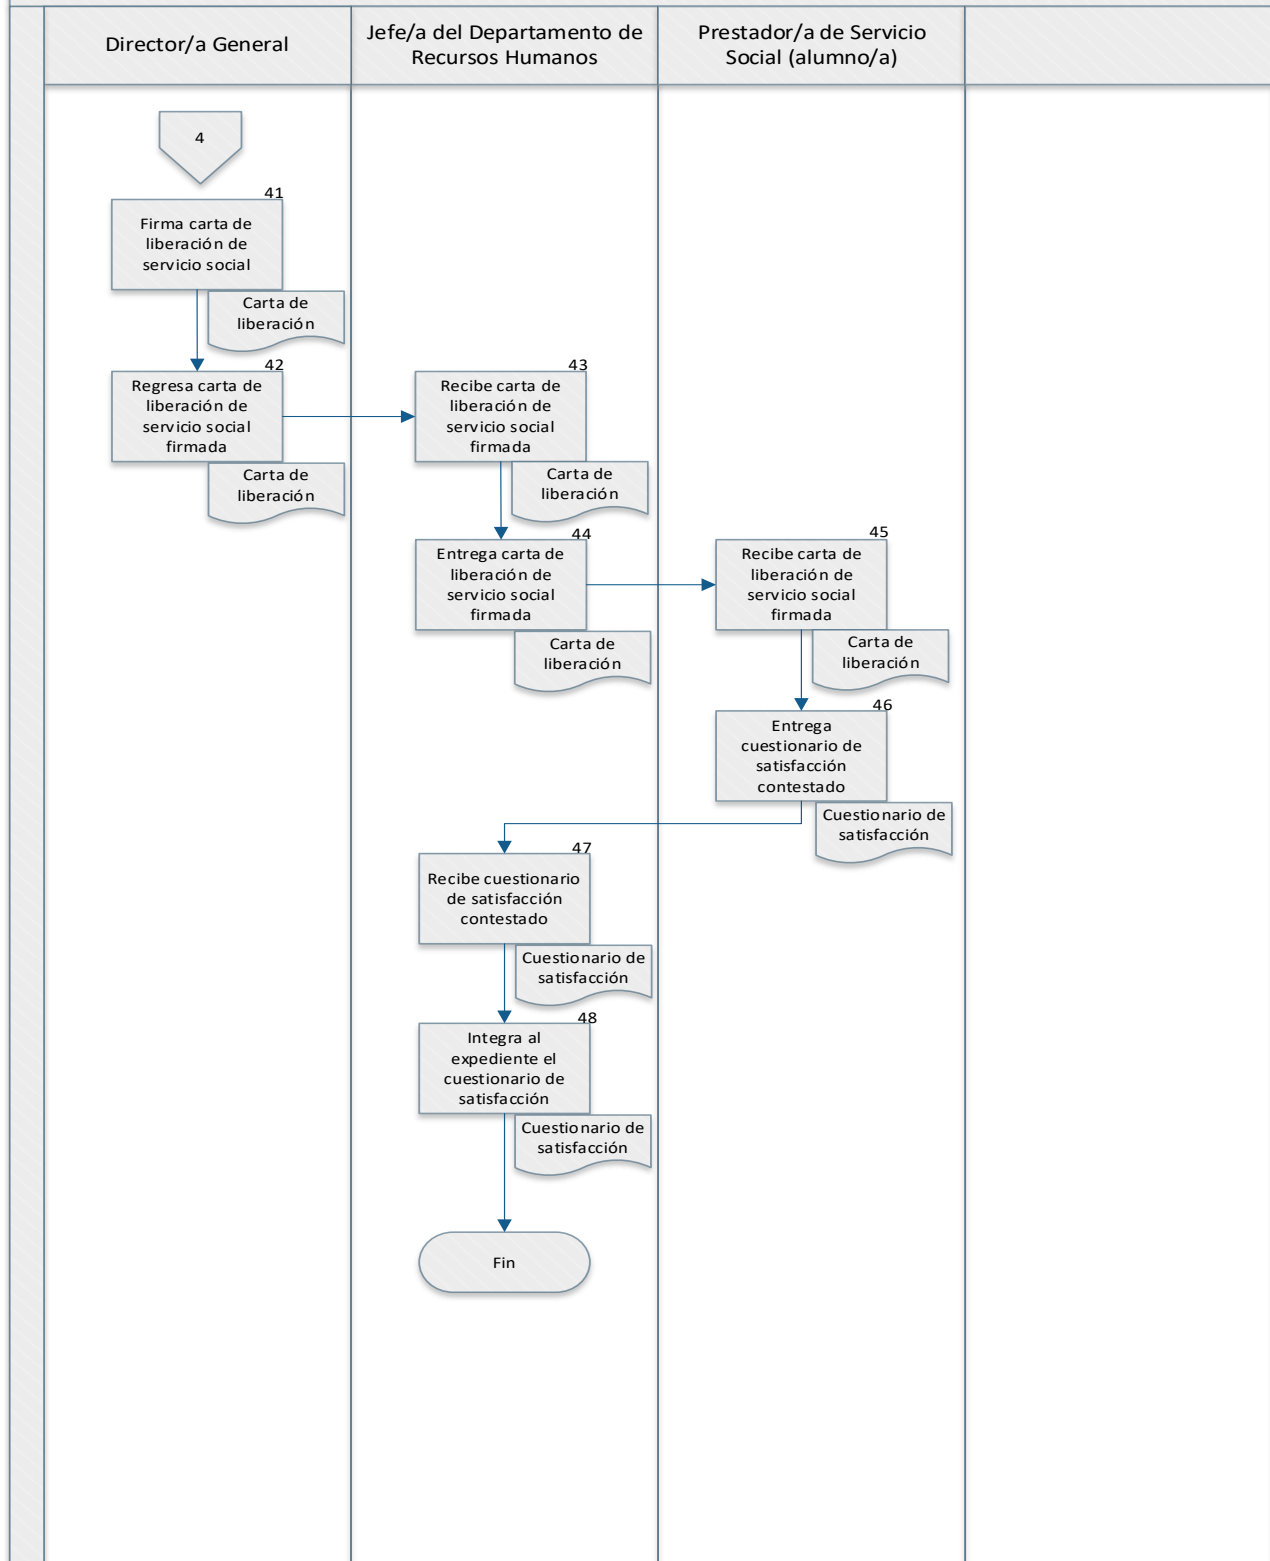 Director/a General
Jefe/a del Departamento de
Recursos Humanos
Prestador/a de Servicio
Social (alumno/a)
4
41
Firma carta de
liberación de
servicio social
Carta de
liberación
42
Regresa carta de
liberación de
servicio social
firmada
Carta de
liberación
43
Recibe carta de
liberación de
servicio social
firmada
Carta de
liberación
44
Entrega carta de
liberación de
servicio social
firmada
Carta de
liberación
45
Recibe carta de
liberación de
servicio social
firmada
Carta de
liberación
46
Entrega
cuestionario de
satisfacción
contestado
Cuestionario de
satisfacción
47
Recibe cuestionario
de satisfacción
contestado
Cuestionario de
satisfacción
48
Integra al
expediente el
cuestionario de
satisfacción
Cuestionario de
satisfacción
Fin